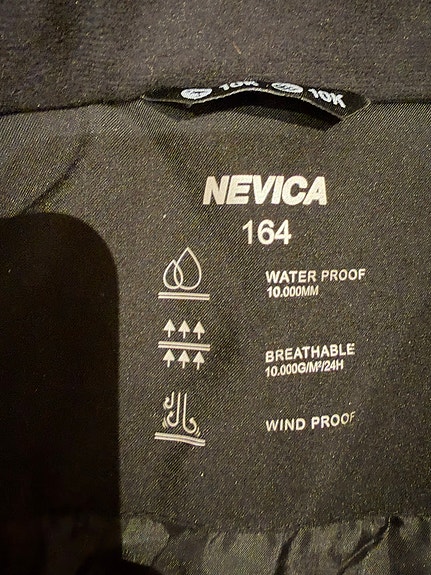 10K 10K
NEVICA
164
WATER PROOF
10.000MM
BREATHABLE
10.000G/M²/24H
WIND PROOF